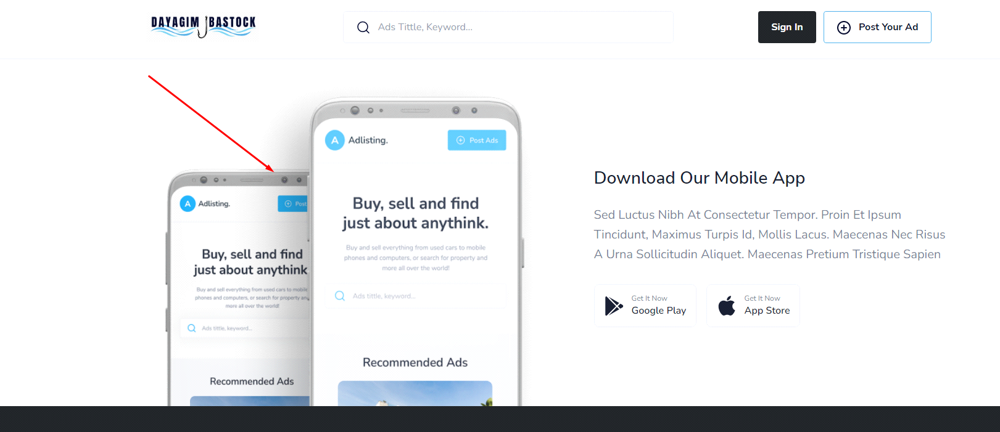 DAYAGIM BASTOCK
Ads Tittle, Keyword...
Sign In
Post Your Ad
Adlisting.
Post
Buy, sell and find
just about anythink
Buy and sell everything from used cars to mobile
phones and computers, or search for property an
more all over the world!
Ads tittle, keyword...
Recommended Ads
Adlisting.
Post Ads
Buy, sell and find
just about anythink.
Buy and sell everything from used cars to mobile
phones and computers, or search for property and
more all over the world!
Ads tittle, keyword...
Recommended Ads
Download Our Mobile App
Sed Luctus Nibh At Consectetur Tempor. Proin Et Ipsum
Tincidunt, Maximus Turpis Id, Mollis Lacus. Maecenas Nec Risus
A Urna Sollicitudin Aliquet. Maecenas Pretium Tristique Sapien
Get It Now
Google Play
Get It Now
App Store